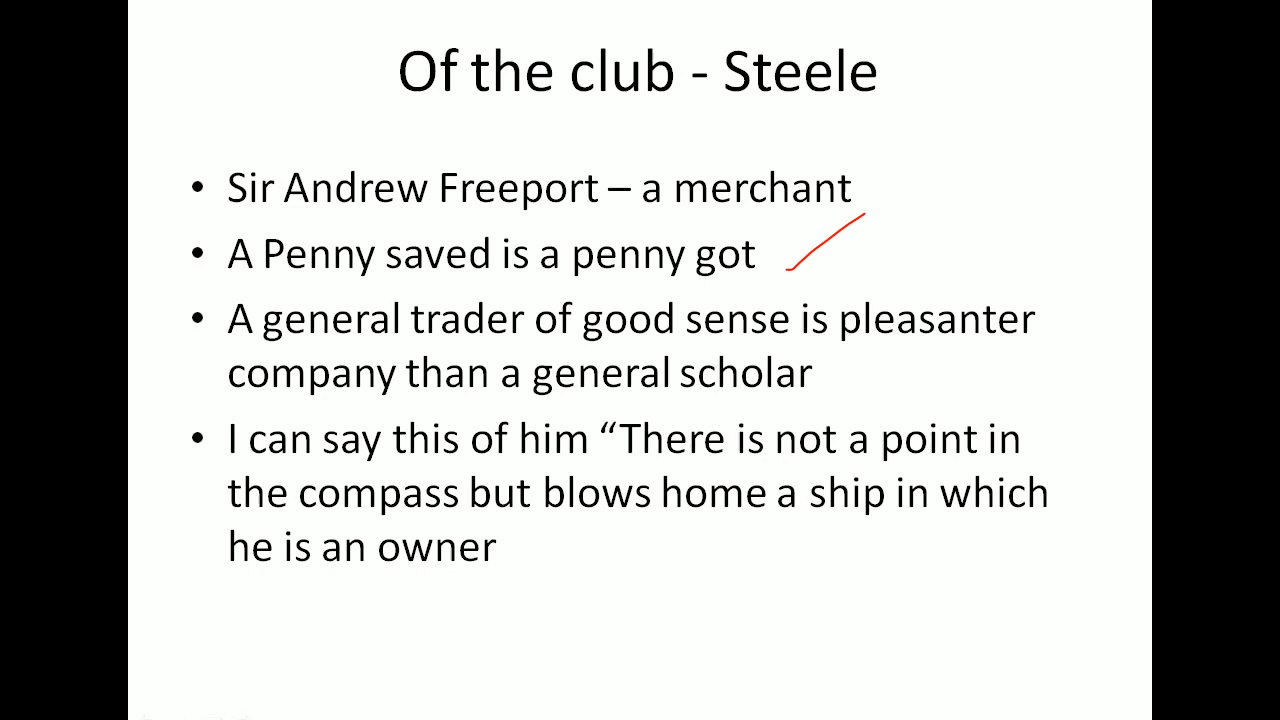 Of the club - Steele
• Sir Andrew Freeport – a merchant
• A Penny saved is a penny got
• A general trader of good sense is pleasanter
company than a general scholar
• I can say this of him “There is not a point in
the compass but blows home a ship in which
he is an owner